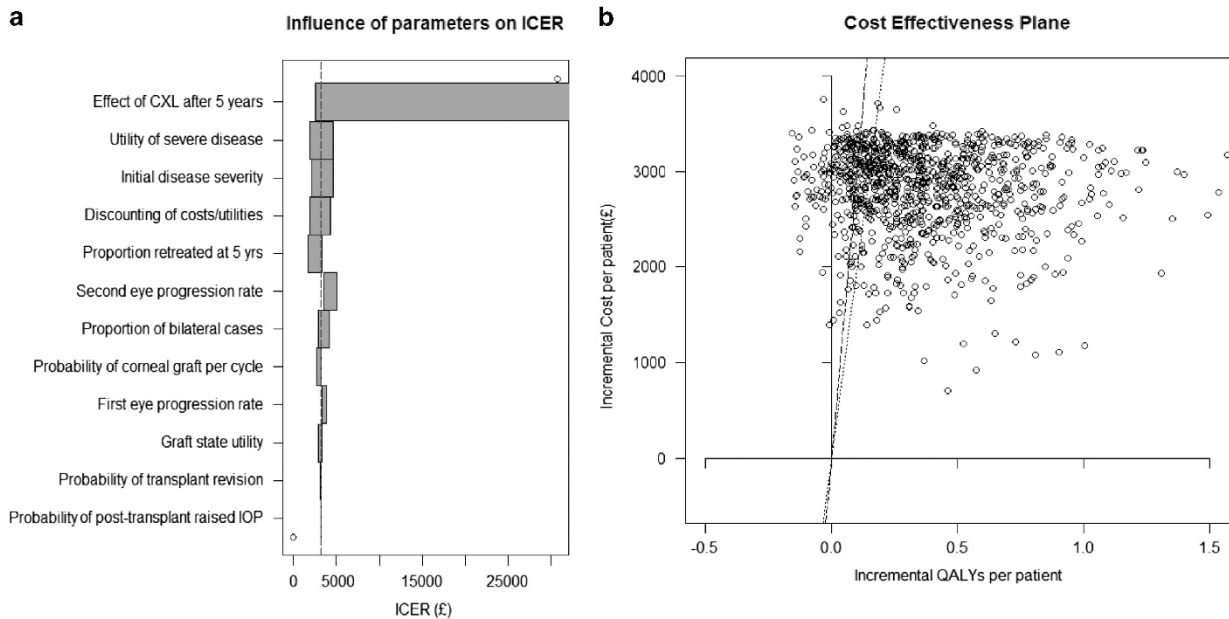 a
Influence of parameters on ICER
Effect of CXL after 5 years
Utility of severe disease
Initial disease severity
Discounting of costs/utilities
Proportion retreated at 5 yrs
Second eye progression rate
Proportion of bilateral cases
Probability of corneal graft per cycle
First eye progression rate
Graft state utility
Probability of transplant revision
Probability of post-transplant raised IOP
0 5000 15000 25000
ICER (£)
b
Cost Effectiveness Plane
Incremental Cost per patient(£)
4000
3000
2000
1000
0
-0.5 0.0 0.5 1.0 1.5
Incremental QALYs per patient